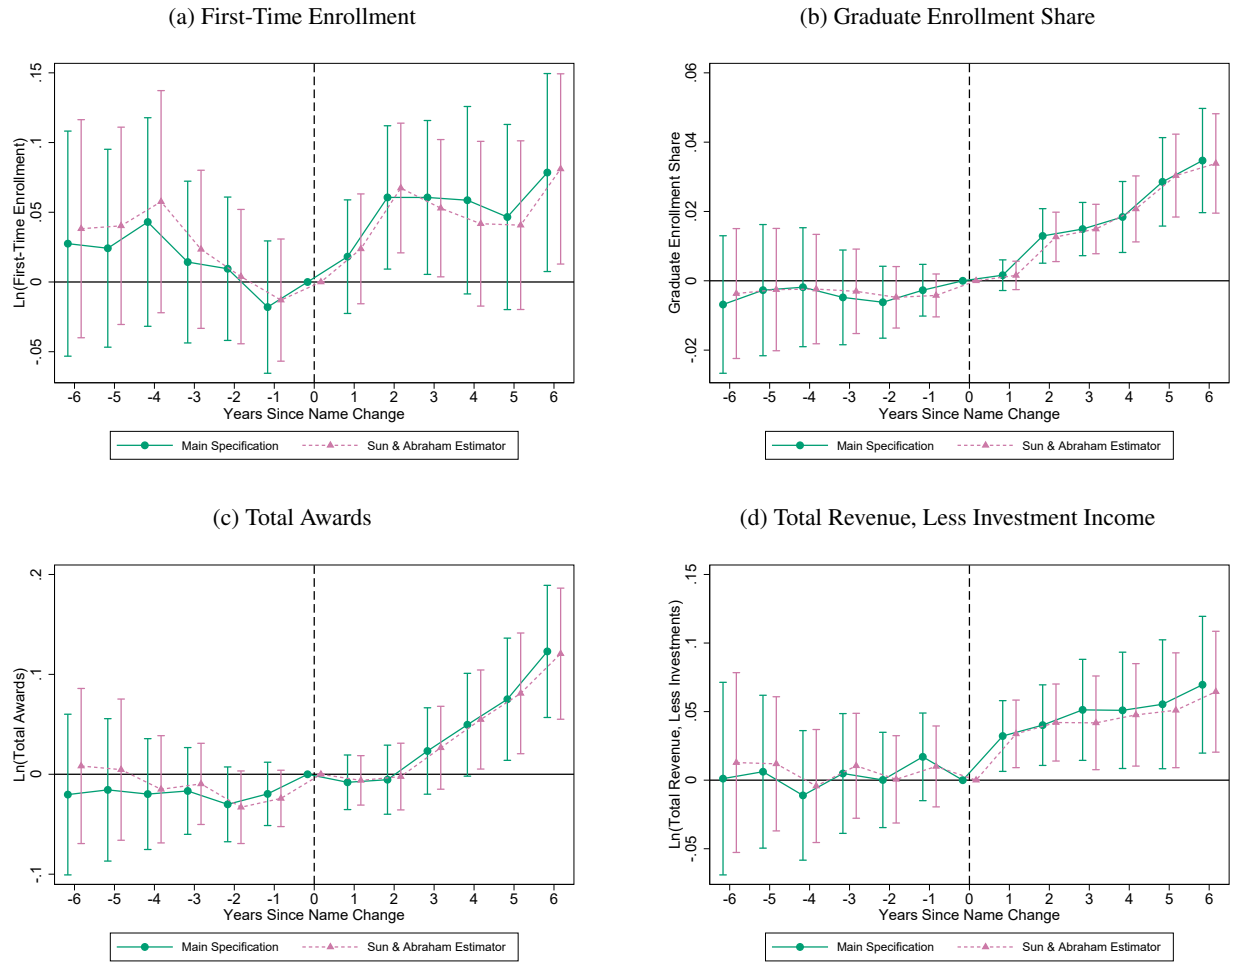 (a) First-Time Enrollment
Ln(First-Time Enrollment)
.15
.1
.05
0
-.05
-6 -5 -4 -3 -2 -1 0 1 2 3 4 5 6
Years Since Name Change
Main Specification Sun & Abraham Estimator
(b) Graduate Enrollment Share
Graduate Enrollment Share
.06
.04
.02
0
-.02
-6 -5 -4 -3 -2 -1 0 1 2 3 4 5 6
Years Since Name Change
Main Specification Sun & Abraham Estimator
(c) Total Awards
Ln(Total Awards)
.2
.1
0
-.1
-6 -5 -4 -3 -2 -1 0 1 2 3 4 5 6
Years Since Name Change
Main Specification Sun & Abraham Estimator
(d) Total Revenue, Less Investment Income
Ln(Total Revenue, Less Investments)
.15
.1
.05
0
-.05
-6 -5 -4 -3 -2 -1 0 1 2 3 4 5 6
Years Since Name Change
Main Specification Sun & Abraham Estimator